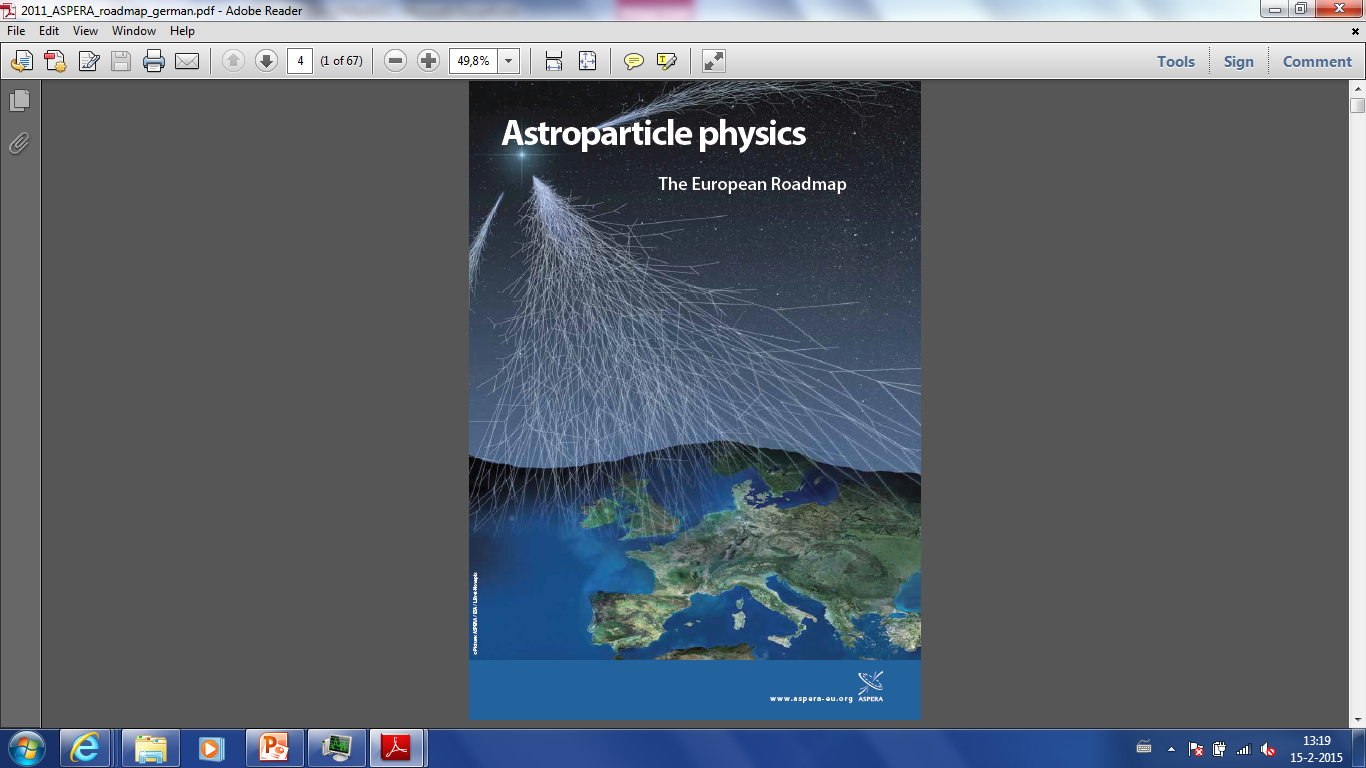 2011_ASPERA_roadmap_german.pdf - Adobe Reader
File Edit View Window Help
4 (1 of 67) 49,8% Tools Sign Comment
Astroparticle physics
The European Roadmap
www.aspera-eu.org ASPERA
13:19
15-2-2015